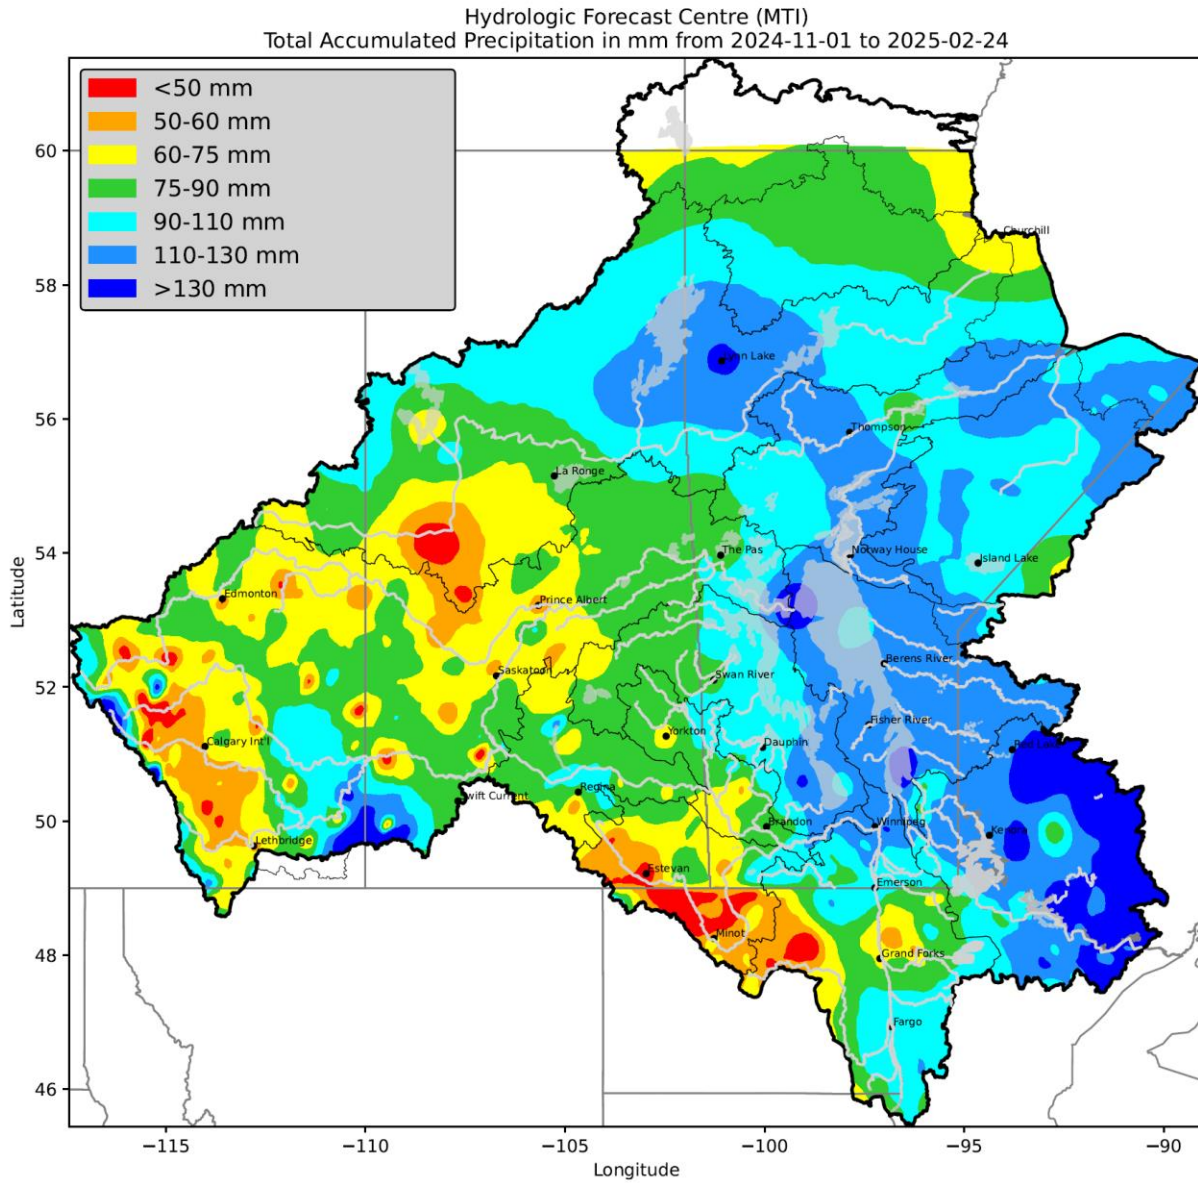 Hydrologic Forecast Centre (MTI)
Total Accumulated Precipitation in mm from 2024-11-01 to 2025-02-24
<50 mm
50-60 mm
60-75 mm
75-90 mm
90-110 mm
110-130 mm
>130 mm
60
58
56
54
52
50
48
46
Latitude
Churchill
Lynn Lake
Thompson
La Ronge
The Pas
Norway House
Island Lake
Edmonton
Prince Albert
Berens River
Saskatoon
Swan River
Fisher River
Yorkton
Calgary Int'l
Dauphin
Red Lake
Regina
Swift Current
Brandon
Winnipeg
Kenora
Lethbridge
Estevan
Emerson
Minot
Grand Forks
Fargo
−115
−110
−105
−100
−95
−90
Longitude